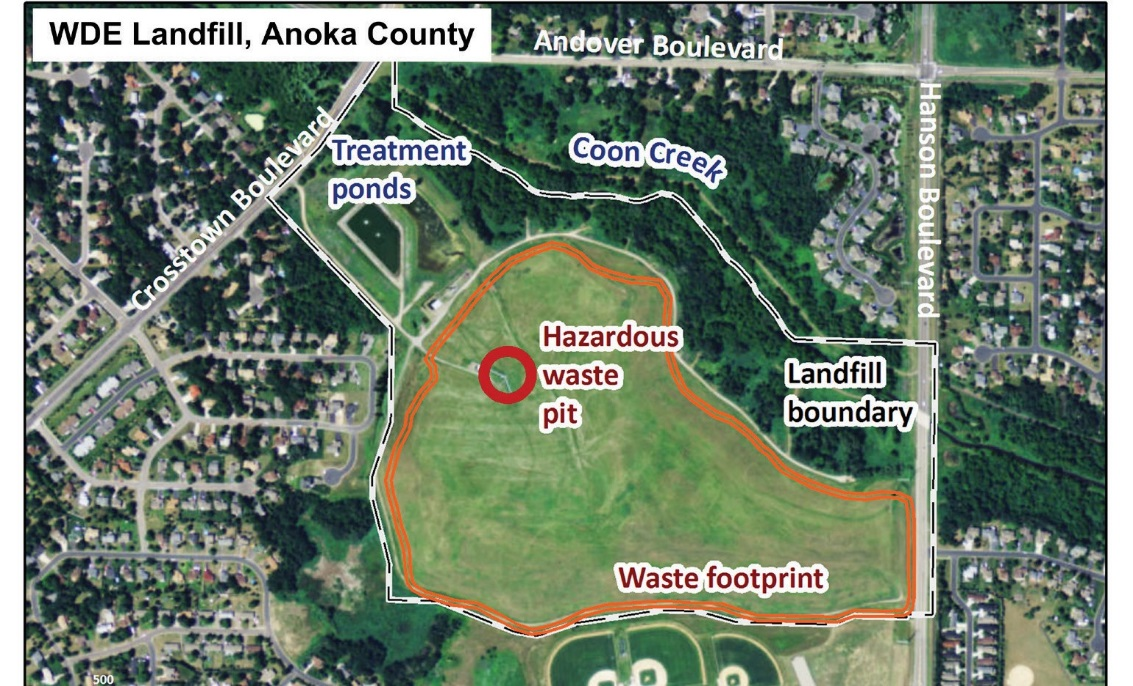 WDE Landfill, Anoka County
Andover Boulevard
Crosstown Boulevard
Treatment
ponds
Coon Creek
Hanson Boulevard
Hazardous
waste
pit
Landfill
boundary
Waste footprint
500